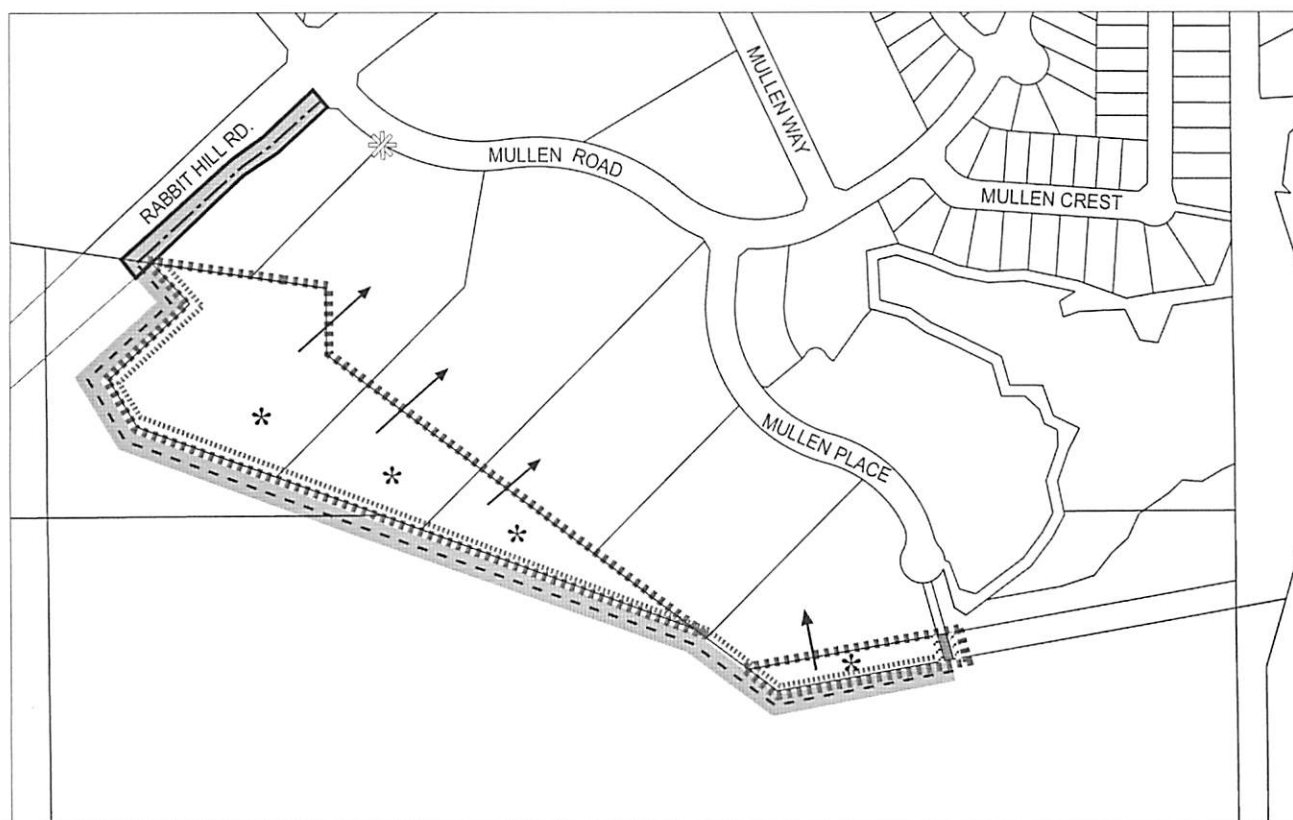 RABBIT HILL RD.
MULLEN ROAD
MULLEN WAY
MULLEN CREST
MULLEN PLACE